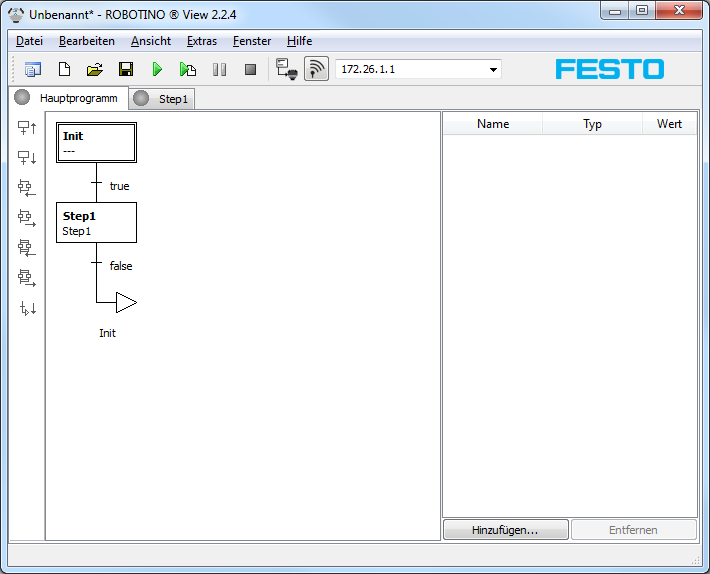 Unbenannt* - ROBOTINO ® View 2.2.4
Datei Bearbeiten Ansicht Extras Fenster Hilfe
172.26.1.1
FESTO
Hauptprogramm Step1
Name Typ Wert
Init
---
true
Step1
Step1
false
Init
Hinzufügen... Entfernen